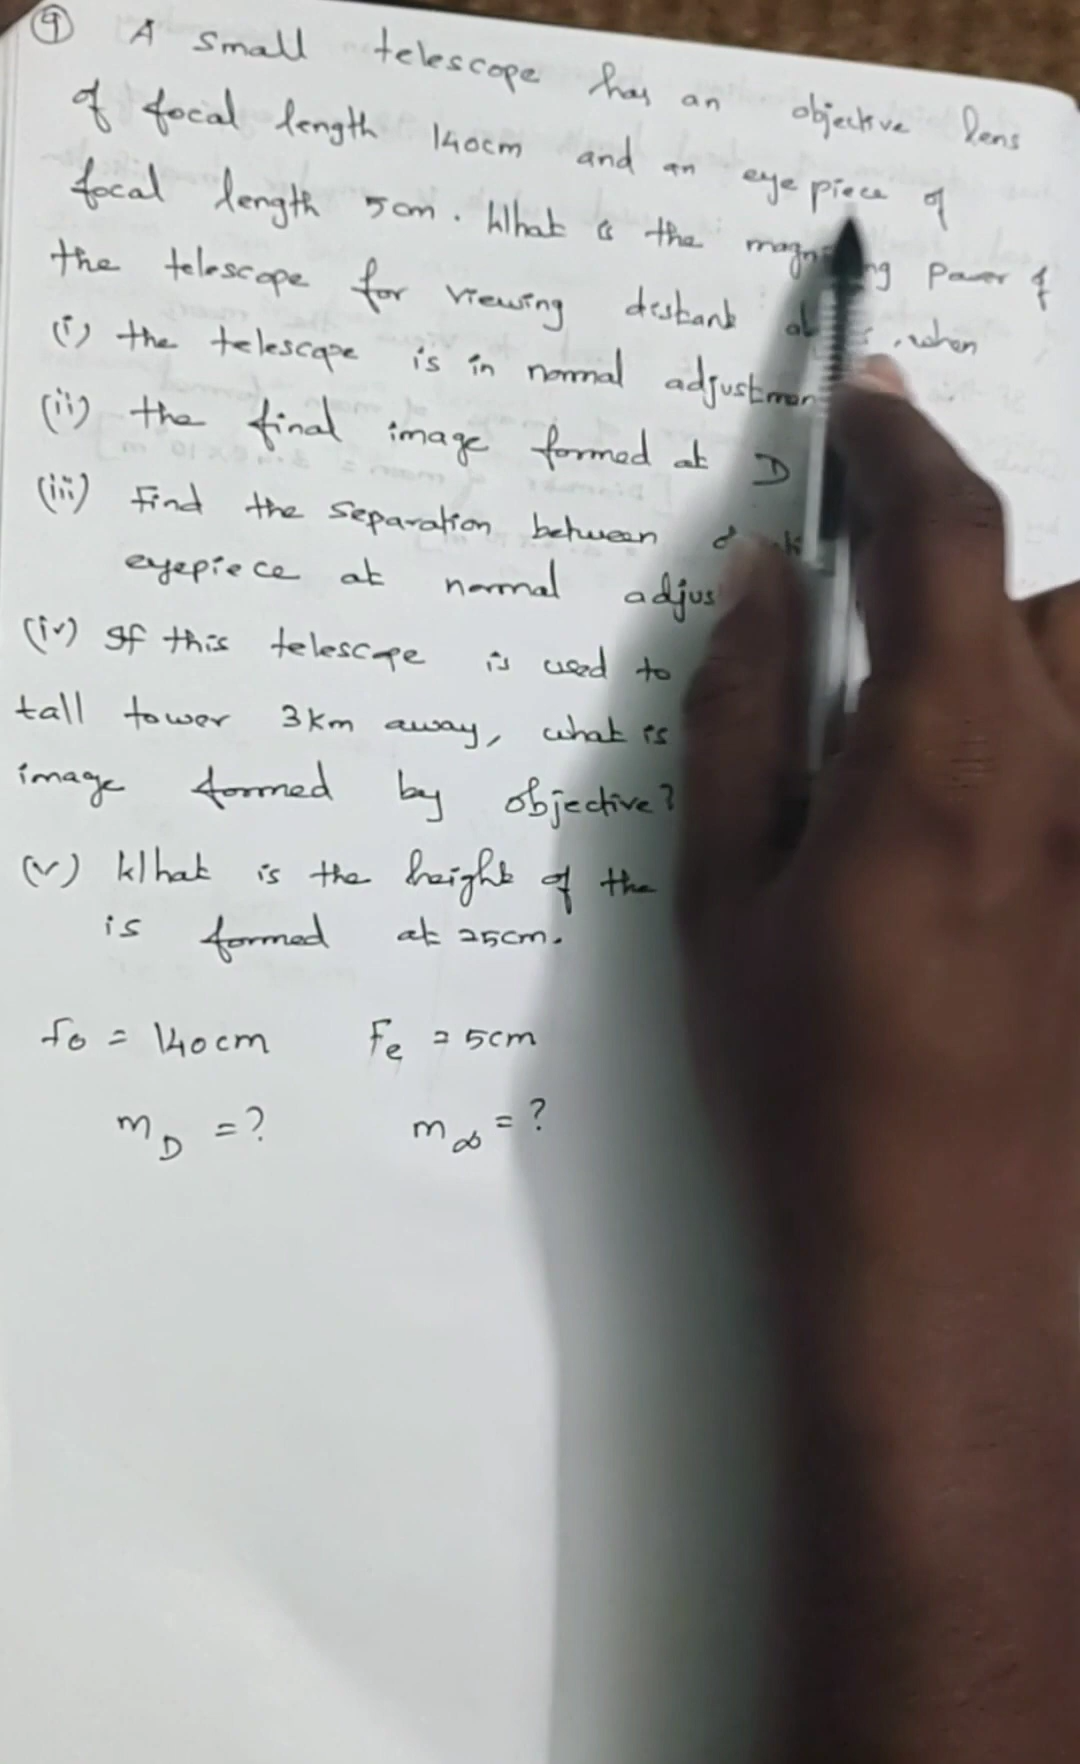 9 A small telescope has an objective lens
of focal length 140cm and an eye piece of
focal length 5cm. What is the power of
the telescope for viewing distant , when
(i) the telescope is in normal
(ii) the final image formed at D
(iii) Find the separation between
eyepiece at normal
(iv) If this telescope is used to
tall tower 3km away, what is
image formed by objective?
(v) What is the height of the
is formed at 25cm.
fo = 140cm Fe = 5cm
mD = ? m∞ = ?